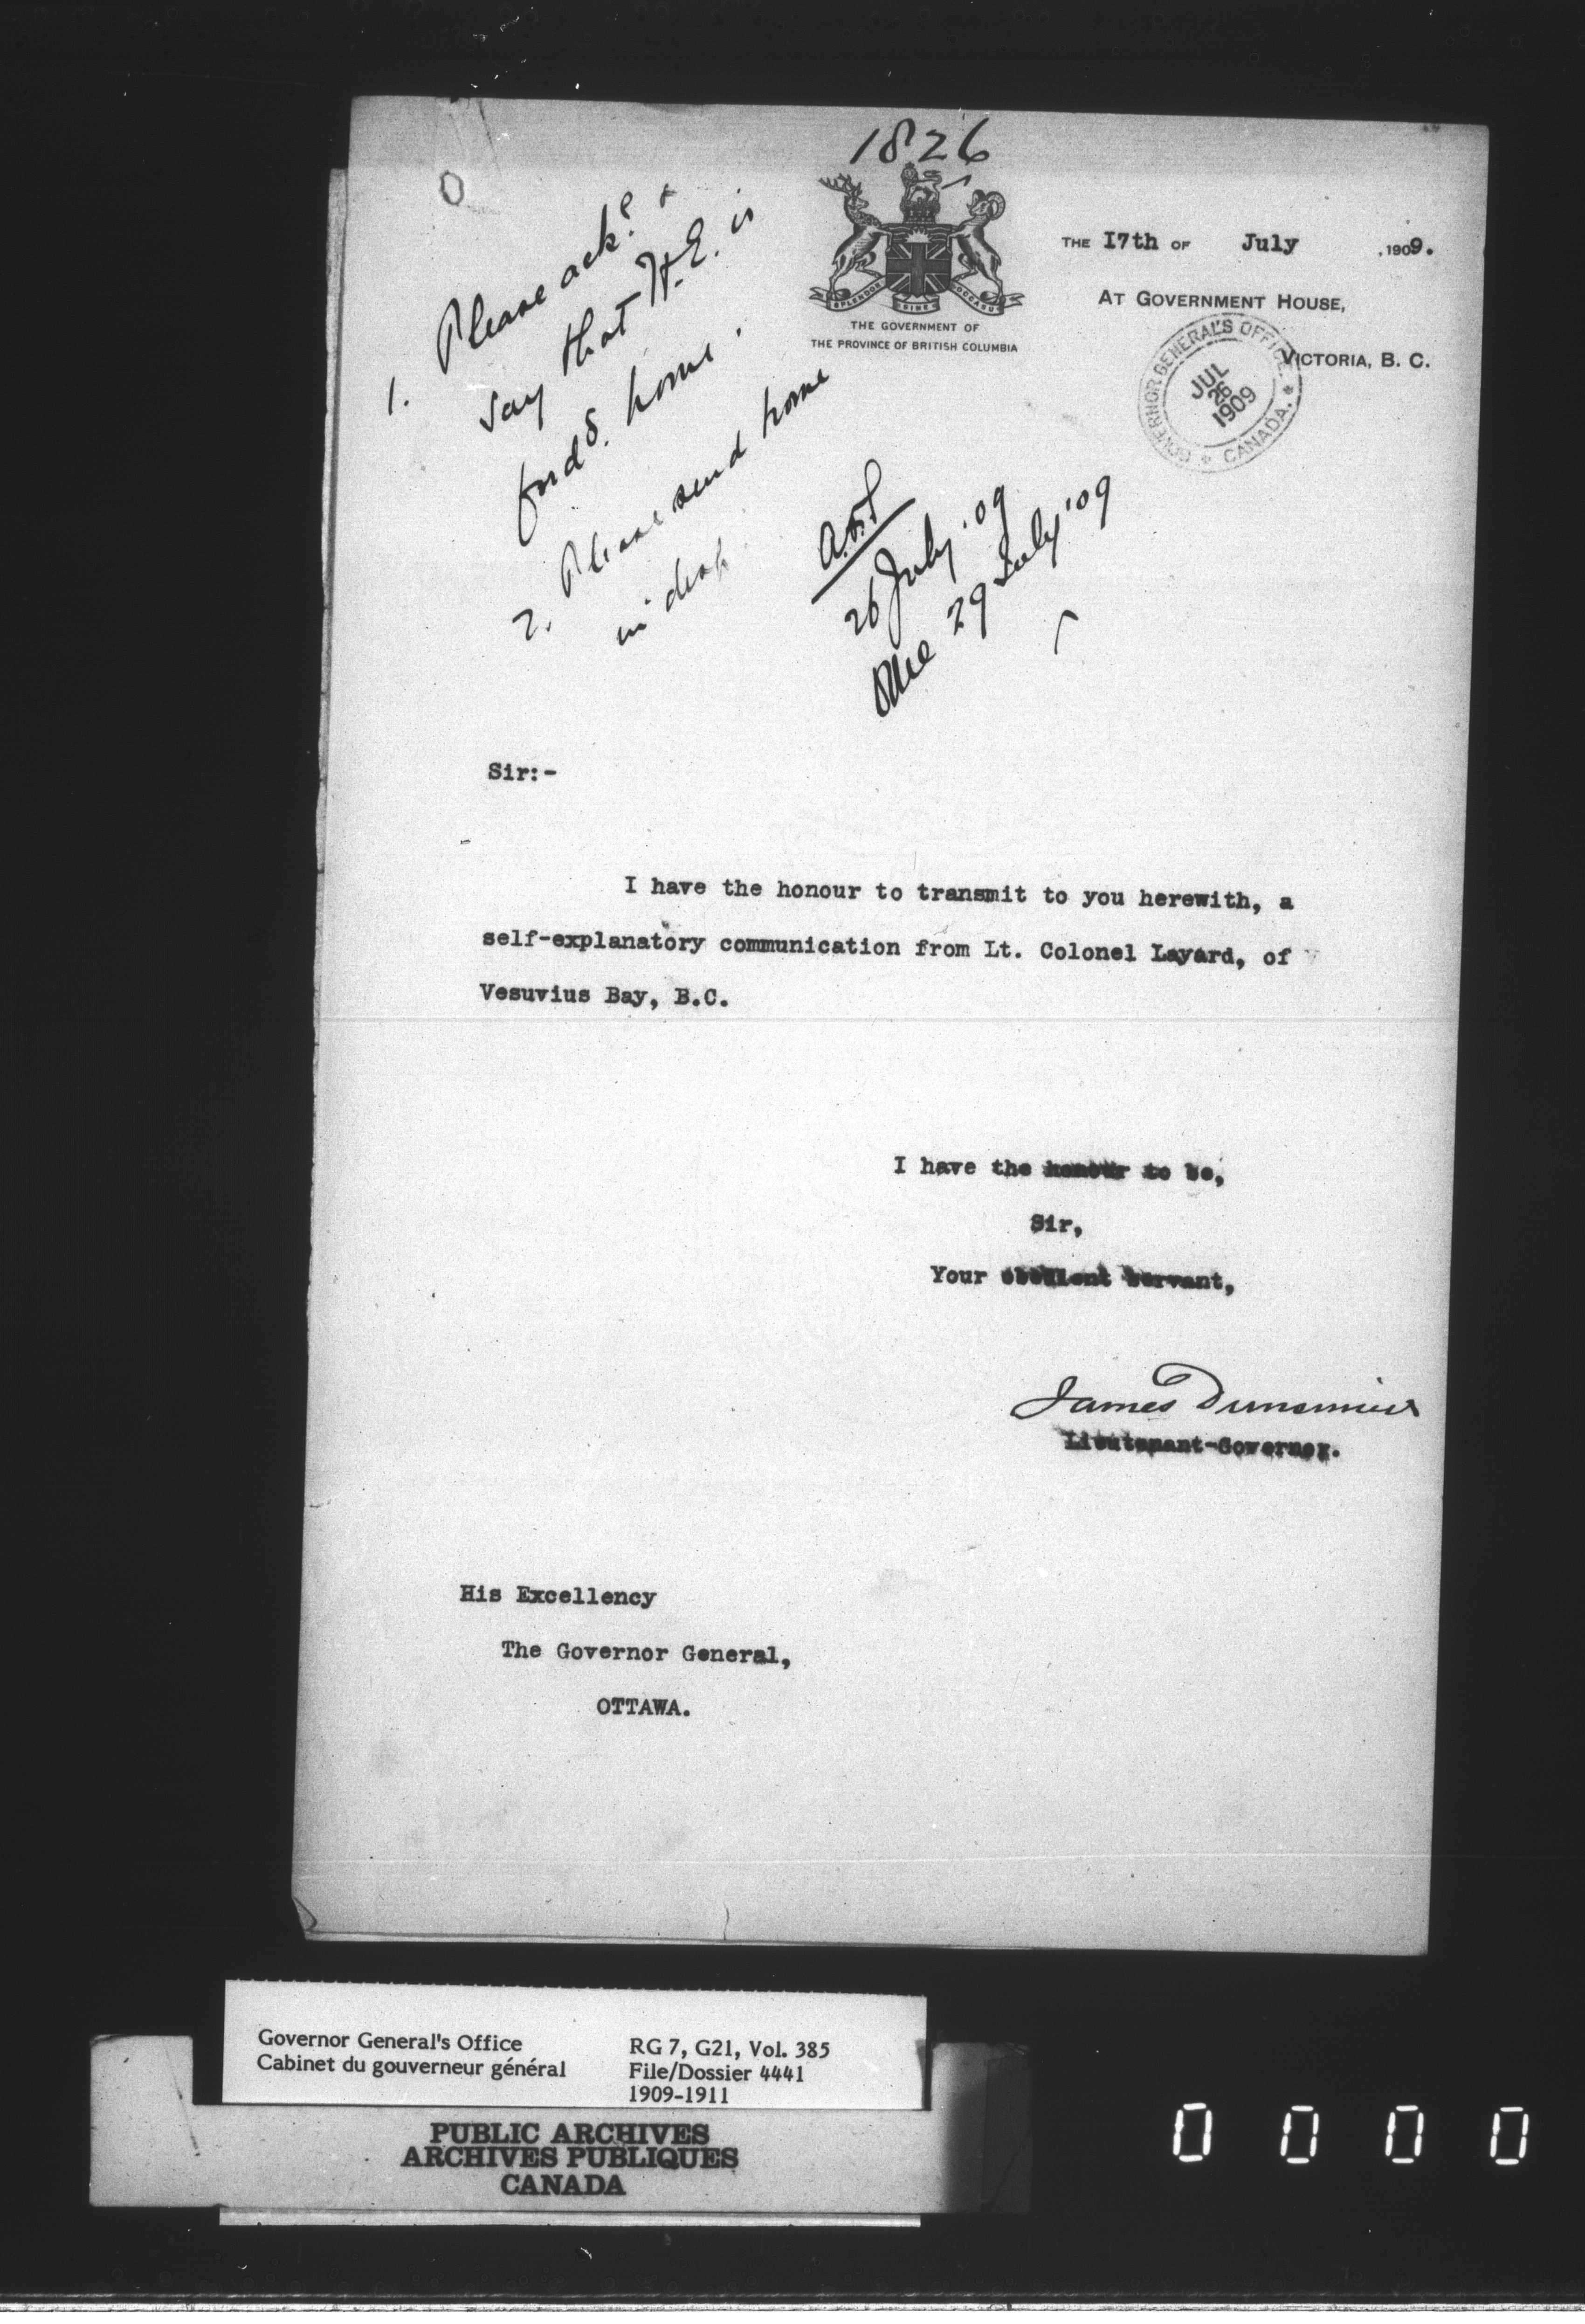 1826
SPLENDOR SINE OCCASU
THE GOVERNMENT OF
THE PROVINCE OF BRITISH COLUMBIA
THE 17th OF July , 1909.
AT GOVERNMENT HOUSE,
VICTORIA, B. C.
GOVERNOR GENERAL'S OFFICE
CANADA.
JUL
26
1909
1. Please ack? +
say that H.E. is
fordg. home.
2. Please send home
in desp.
26 July '09
29 July '09
Sir:-
I have the honour to transmit to you herewith, a
self-explanatory communication from Lt. Colonel Layard, of
Vesuvius Bay, B.C.
I have the honour to be,
Sir,
Your obedient servant,
James Dunsmuir
Lieutenant-Governor.
His Excellency
The Governor General,
OTTAWA.
Governor General's Office
Cabinet du gouverneur général
RG 7, G21, Vol. 385
File/Dossier 4441
1909-1911
PUBLIC ARCHIVES
ARCHIVES PUBLIQUES
CANADA
0 0 0 0